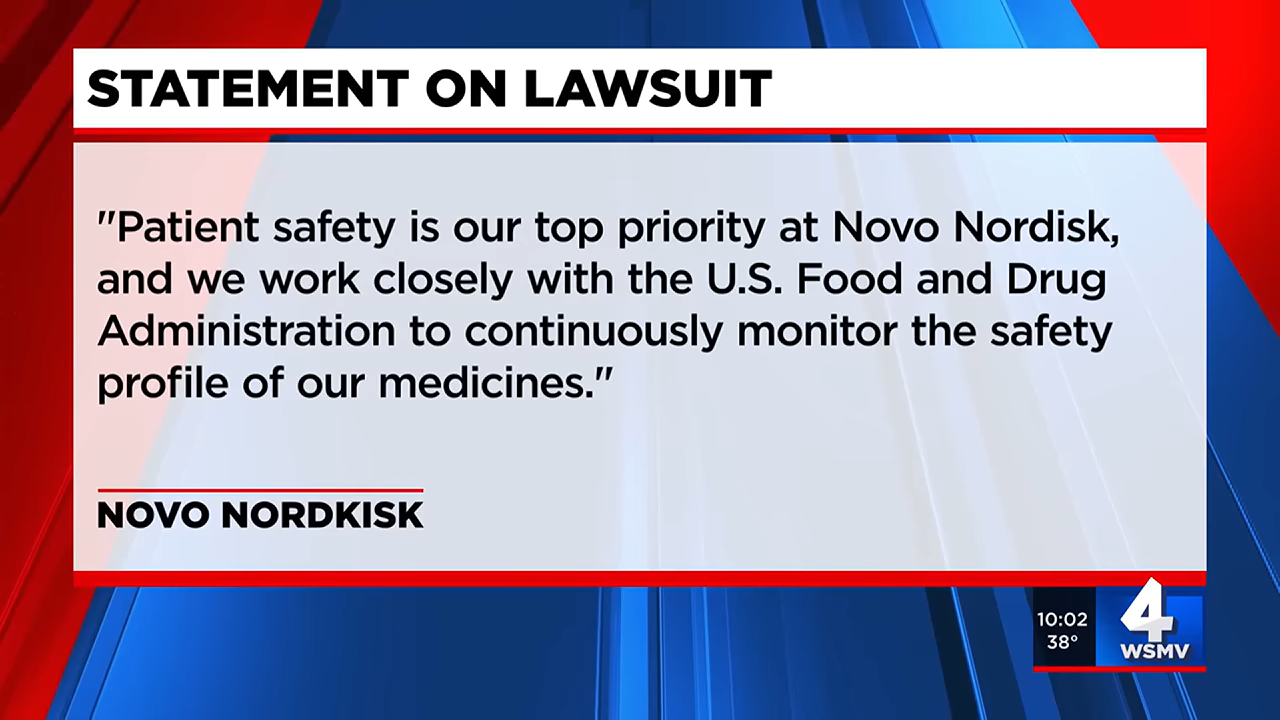 STATEMENT ON LAWSUIT
"Patient safety is our top priority at Novo Nordisk,
and we work closely with the U.S. Food and Drug
Administration to continuously monitor the safety
profile of our medicines."
NOVO NORDKISK
10:02
38°
4
WSMV